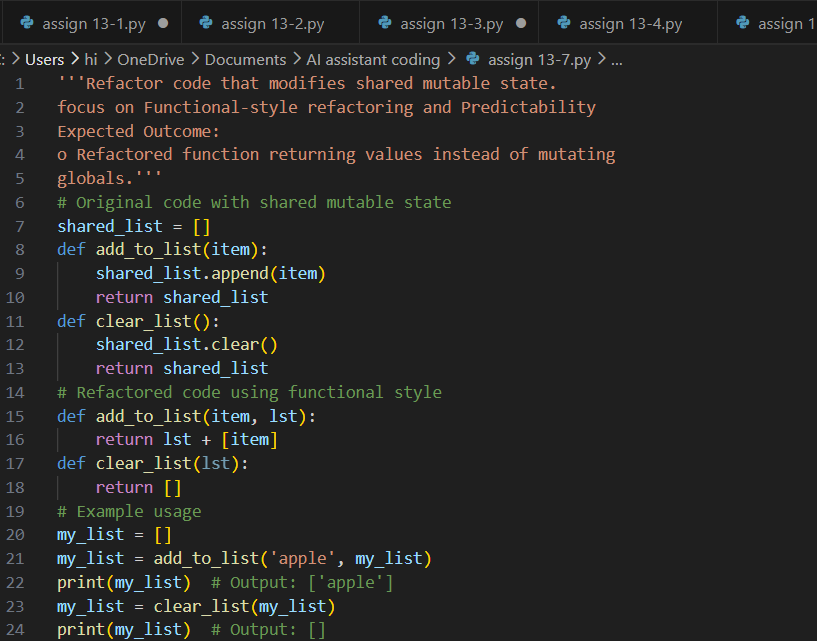 assign 13-1.py ● assign 13-2.py assign 13-3.py ● assign 13-4.py assign 1
: > Users > hi > OneDrive > Documents > AI assistant coding > assign 13-7.py > ...
1 '''Refactor code that modifies shared mutable state.
2 focus on Functional-style refactoring and Predictability
3 Expected Outcome:
4 o Refactored function returning values instead of mutating
5 globals.'''
6 # Original code with shared mutable state
7 shared_list = []
8 def add_to_list(item):
9     shared_list.append(item)
10     return shared_list
11 def clear_list():
12     shared_list.clear()
13     return shared_list
14 # Refactored code using functional style
15 def add_to_list(item, lst):
16     return lst + [item]
17 def clear_list(lst):
18     return []
19 # Example usage
20 my_list = []
21 my_list = add_to_list('apple', my_list)
22 print(my_list)  # Output: ['apple']
23 my_list = clear_list(my_list)
24 print(my_list)  # Output: []